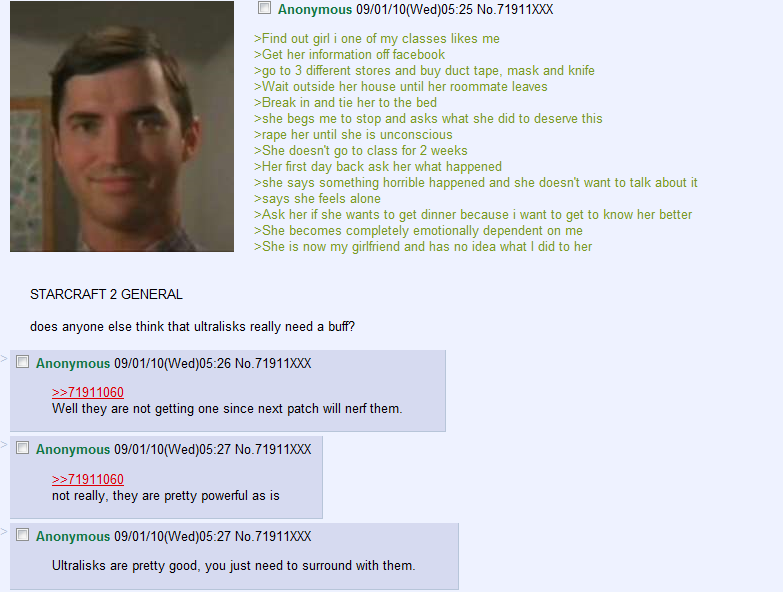 Anonymous 09/01/10(Wed)05:25 No.71911XXX
>Find out girl i one of my classes likes me
>Get her information off facebook
>go to 3 different stores and buy duct tape, mask and knife
>Wait outside her house until her roommate leaves
>Break in and tie her to the bed
>she begs me to stop and asks what she did to deserve this
>rape her until she is unconscious
>She doesn't go to class for 2 weeks
>Her first day back ask her what happened
>she says something horrible happened and she doesn't want to talk about it
>says she feels alone
>Ask her if she wants to get dinner because i want to get to know her better
>She becomes completely emotionally dependent on me
>She is now my girlfriend and has no idea what I did to her
STARCRAFT 2 GENERAL
does anyone else think that ultralisks really need a buff?
> Anonymous 09/01/10(Wed)05:26 No.71911XXX
>>71911060
Well they are not getting one since next patch will nerf them.
> Anonymous 09/01/10(Wed)05:27 No.71911XXX
>>71911060
not really, they are pretty powerful as is
> Anonymous 09/01/10(Wed)05:27 No.71911XXX
Ultralisks are pretty good, you just need to surround with them.